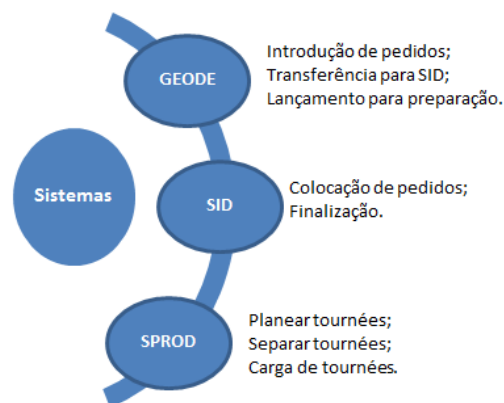 GEODE
Introdução de pedidos;
Transferência para SID;
Lançamento para preparação.
Sistemas
SID
Colocação de pedidos;
Finalização.
SPROD
Planear tournées;
Separar tournées;
Carga de tournées.